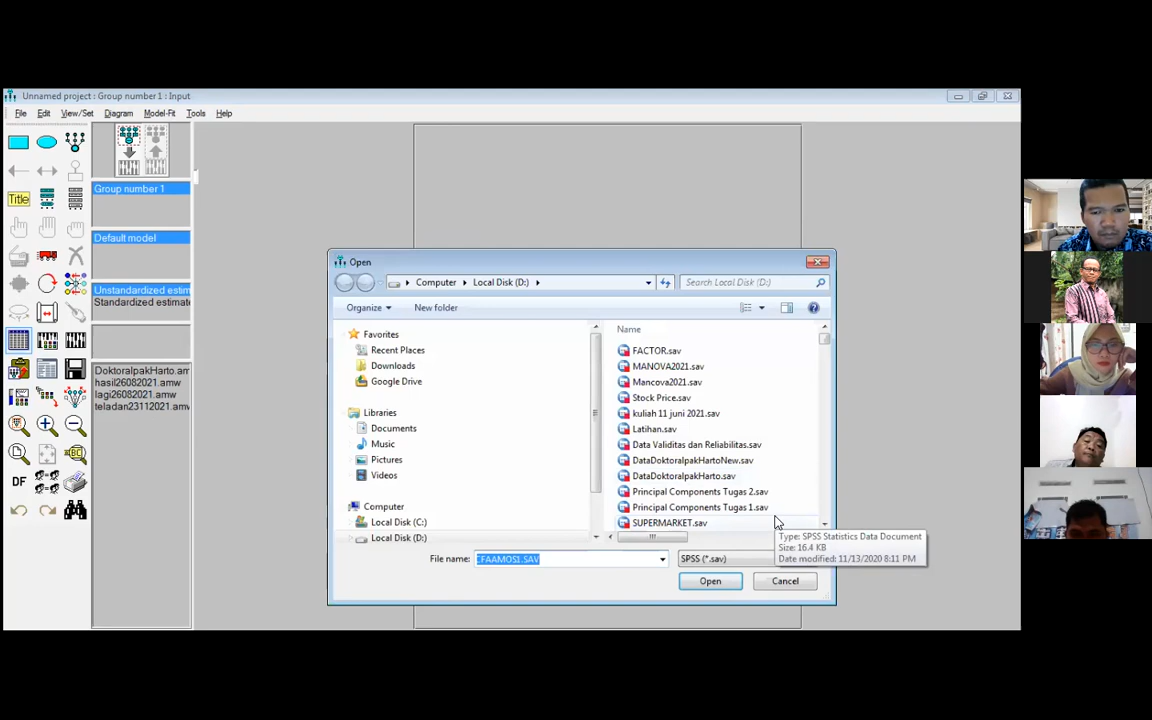 Unnamed project : Group number 1 : Input
File Edit View/Set Diagram Model-Fit Tools Help
Title
DF
Group number 1
Default model
Unstandardized estim
Standardized estimate
DoktoralpakHarto.am
hasil26082021.amw
lagi26082021.amw
teladan23112021.amw
Open
Computer Local Disk (D:)
Search Local Disk (D:)
Organize New folder
Favorites
Recent Places
Downloads
Google Drive
Libraries
Documents
Music
Pictures
Videos
Computer
Local Disk (C:)
Local Disk (D:)
Name
FACTOR.sav
MANOVA2021.sav
Mancova2021.sav
Stock Price.sav
kuliah 11 juni 2021.sav
Latihan.sav
Data Validitas dan Reliabilitas.sav
DataDoktoralpakHartoNew.sav
DataDoktoralpakHarto.sav
Principal Components Tugas 2.sav
Principal Components Tugas 1.sav
SUPERMARKET.sav
Type: SPSS Statistics Data Document
Size: 16.4 KB
Date modified: 11/13/2020 8:11 PM
File name: CFAAMOS1.SAV SPSS (*.sav)
Open Cancel